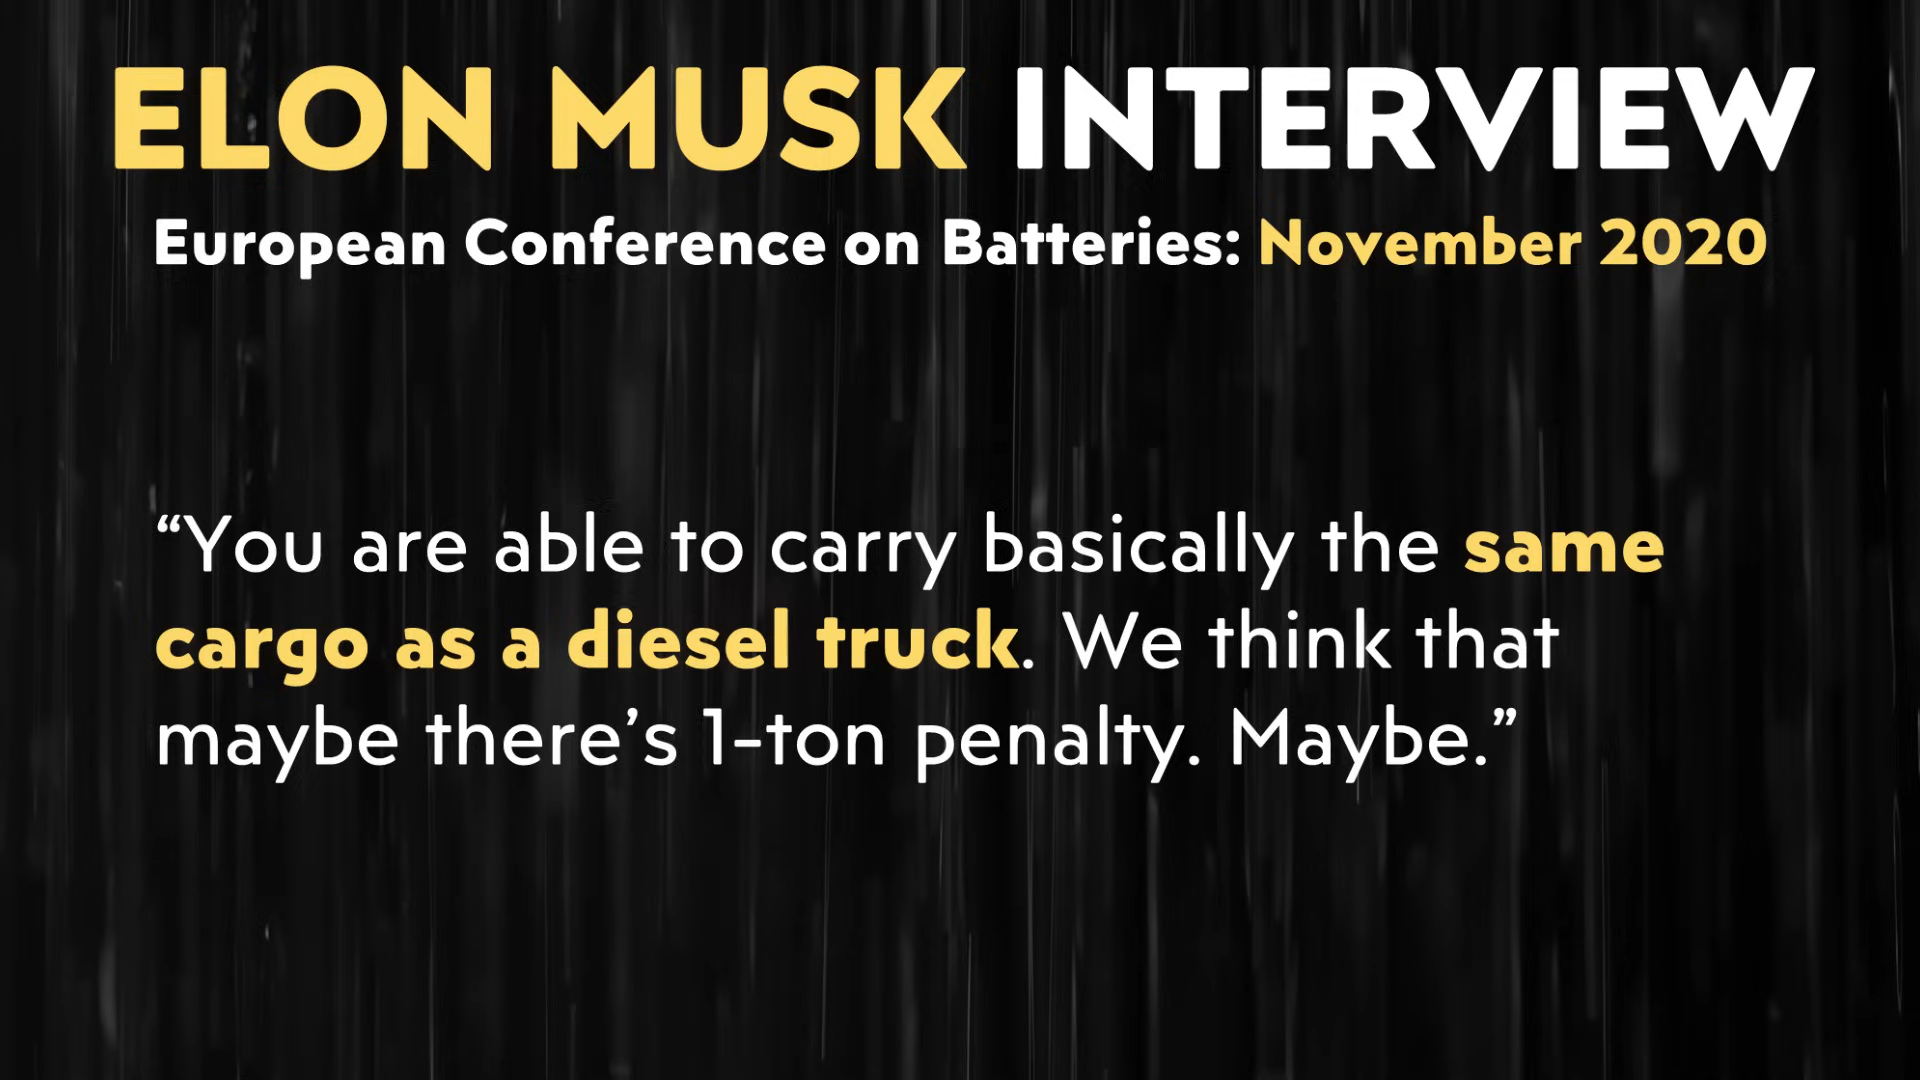 ELON MUSK INTERVIEW
European Conference on Batteries: November 2020
“You are able to carry basically the same
cargo as a diesel truck. We think that
maybe there’s 1-ton penalty. Maybe.”